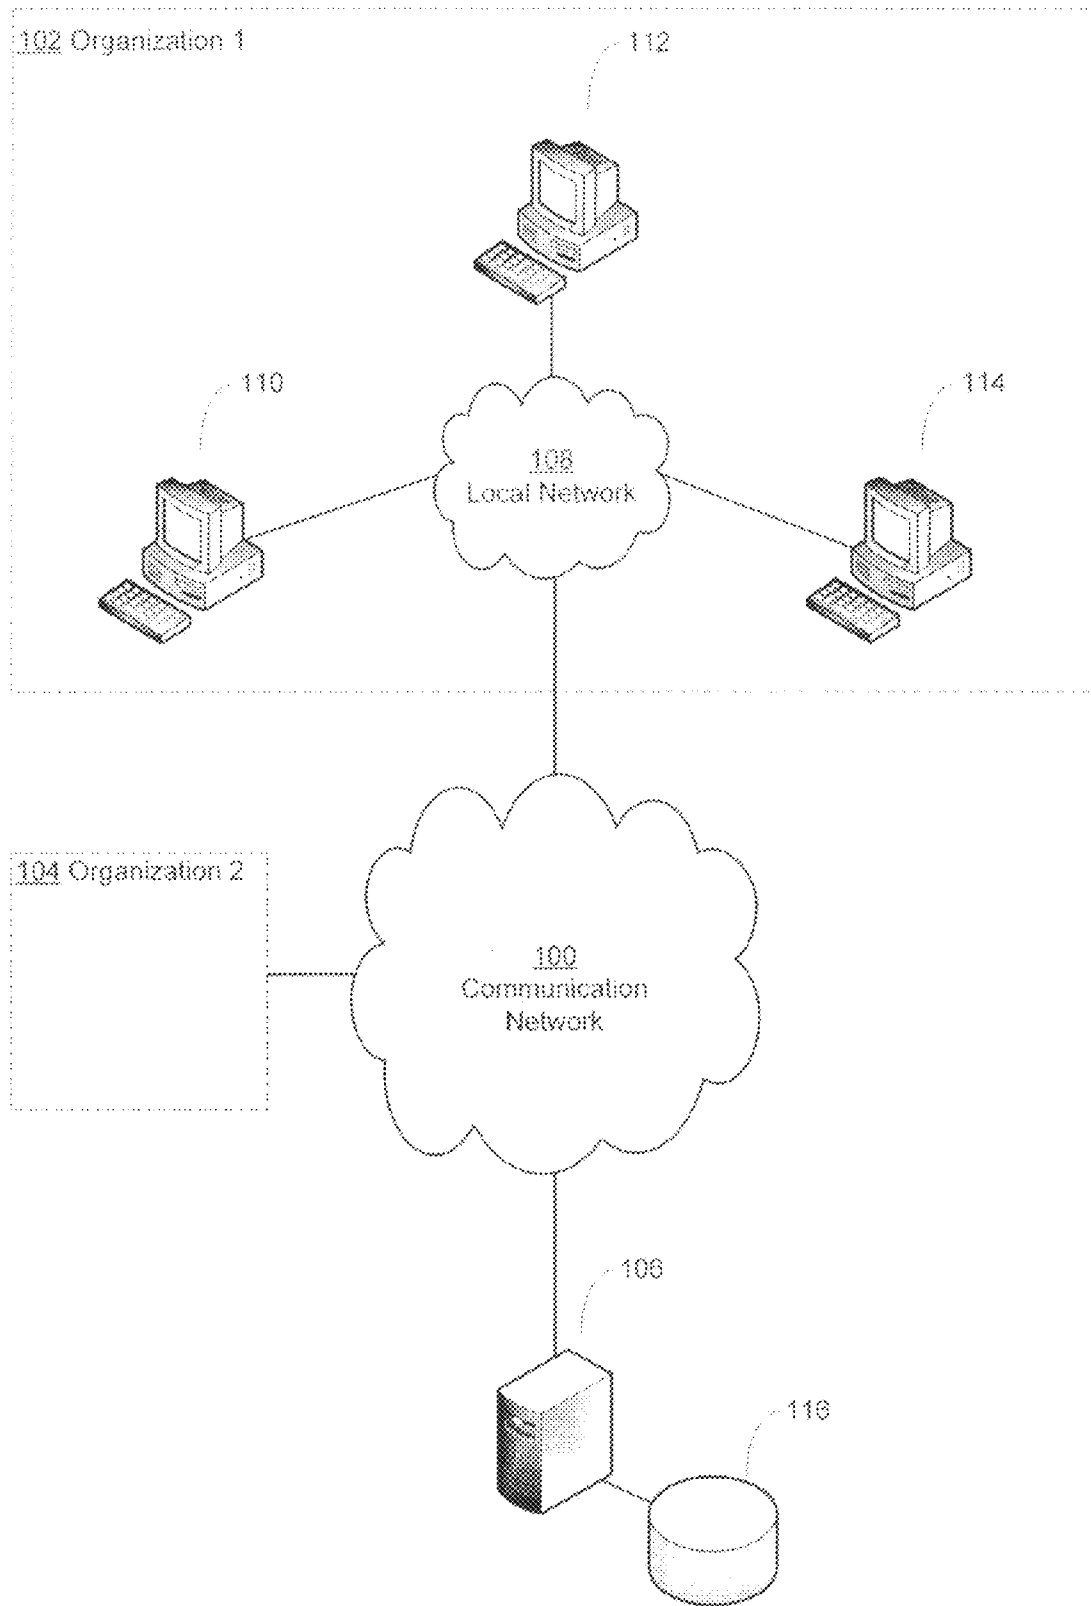 102 Organization 1
112
110
114
108
Local Network
104 Organization 2
100
Communication
Network
106
116